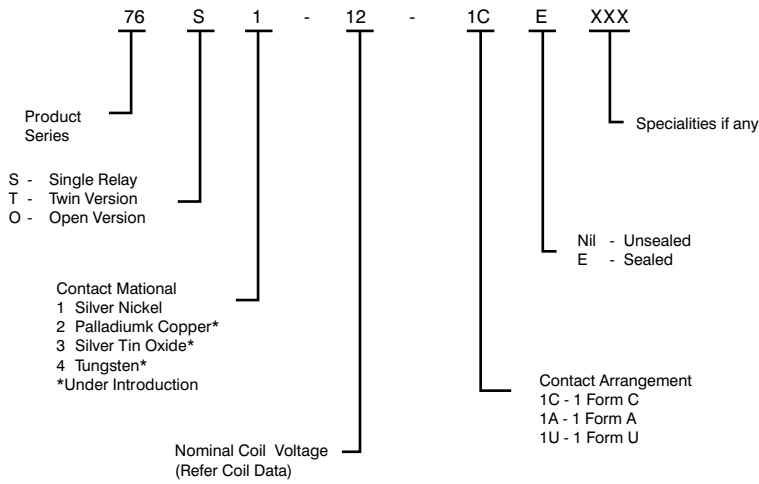 76 S 1 - 12 - 1C E XXX
Product
Series
Specialities if any
S - Single Relay
T - Twin Version
O - Open Version
Nil - Unsealed
E - Sealed
Contact Mational
1 Silver Nickel
2 Palladiumk Copper*
3 Silver Tin Oxide*
4 Tungsten*
*Under Introduction
Contact Arrangement
1C - 1 Form C
1A - 1 Form A
1U - 1 Form U
Nominal Coil Voltage
(Refer Coil Data)